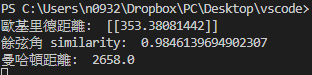 PS C:\Users\n0932\Dropbox\PC\Desktop\vscode>
歐基里德距離:  [[353.38081442]]
餘弦角 similarity:  0.9846139694902307
曼哈頓距離:  2658.0